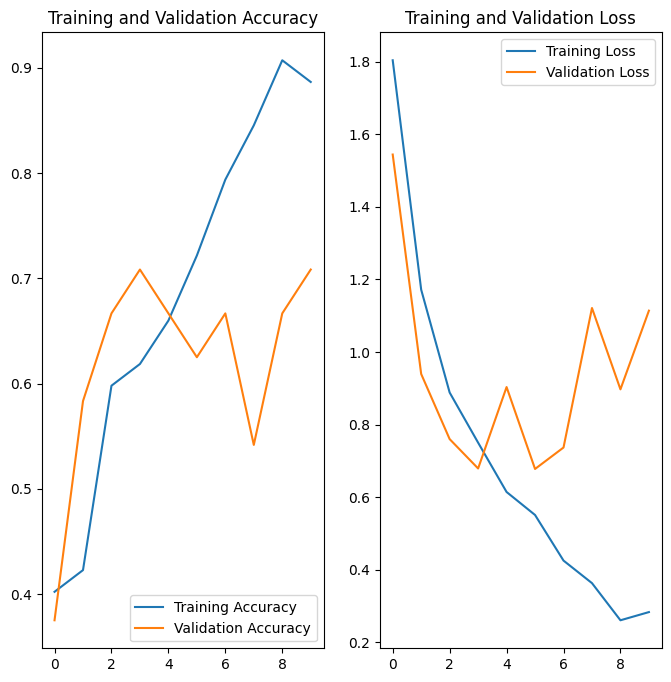 Training and Validation Accuracy
0.9
0.8
0.7
0.6
0.5
0.4
Training Accuracy
Validation Accuracy
0 2 4 6 8
Training and Validation Loss
Training Loss
Validation Loss
1.8
1.6
1.4
1.2
1.0
0.8
0.6
0.4
0.2
0 2 4 6 8